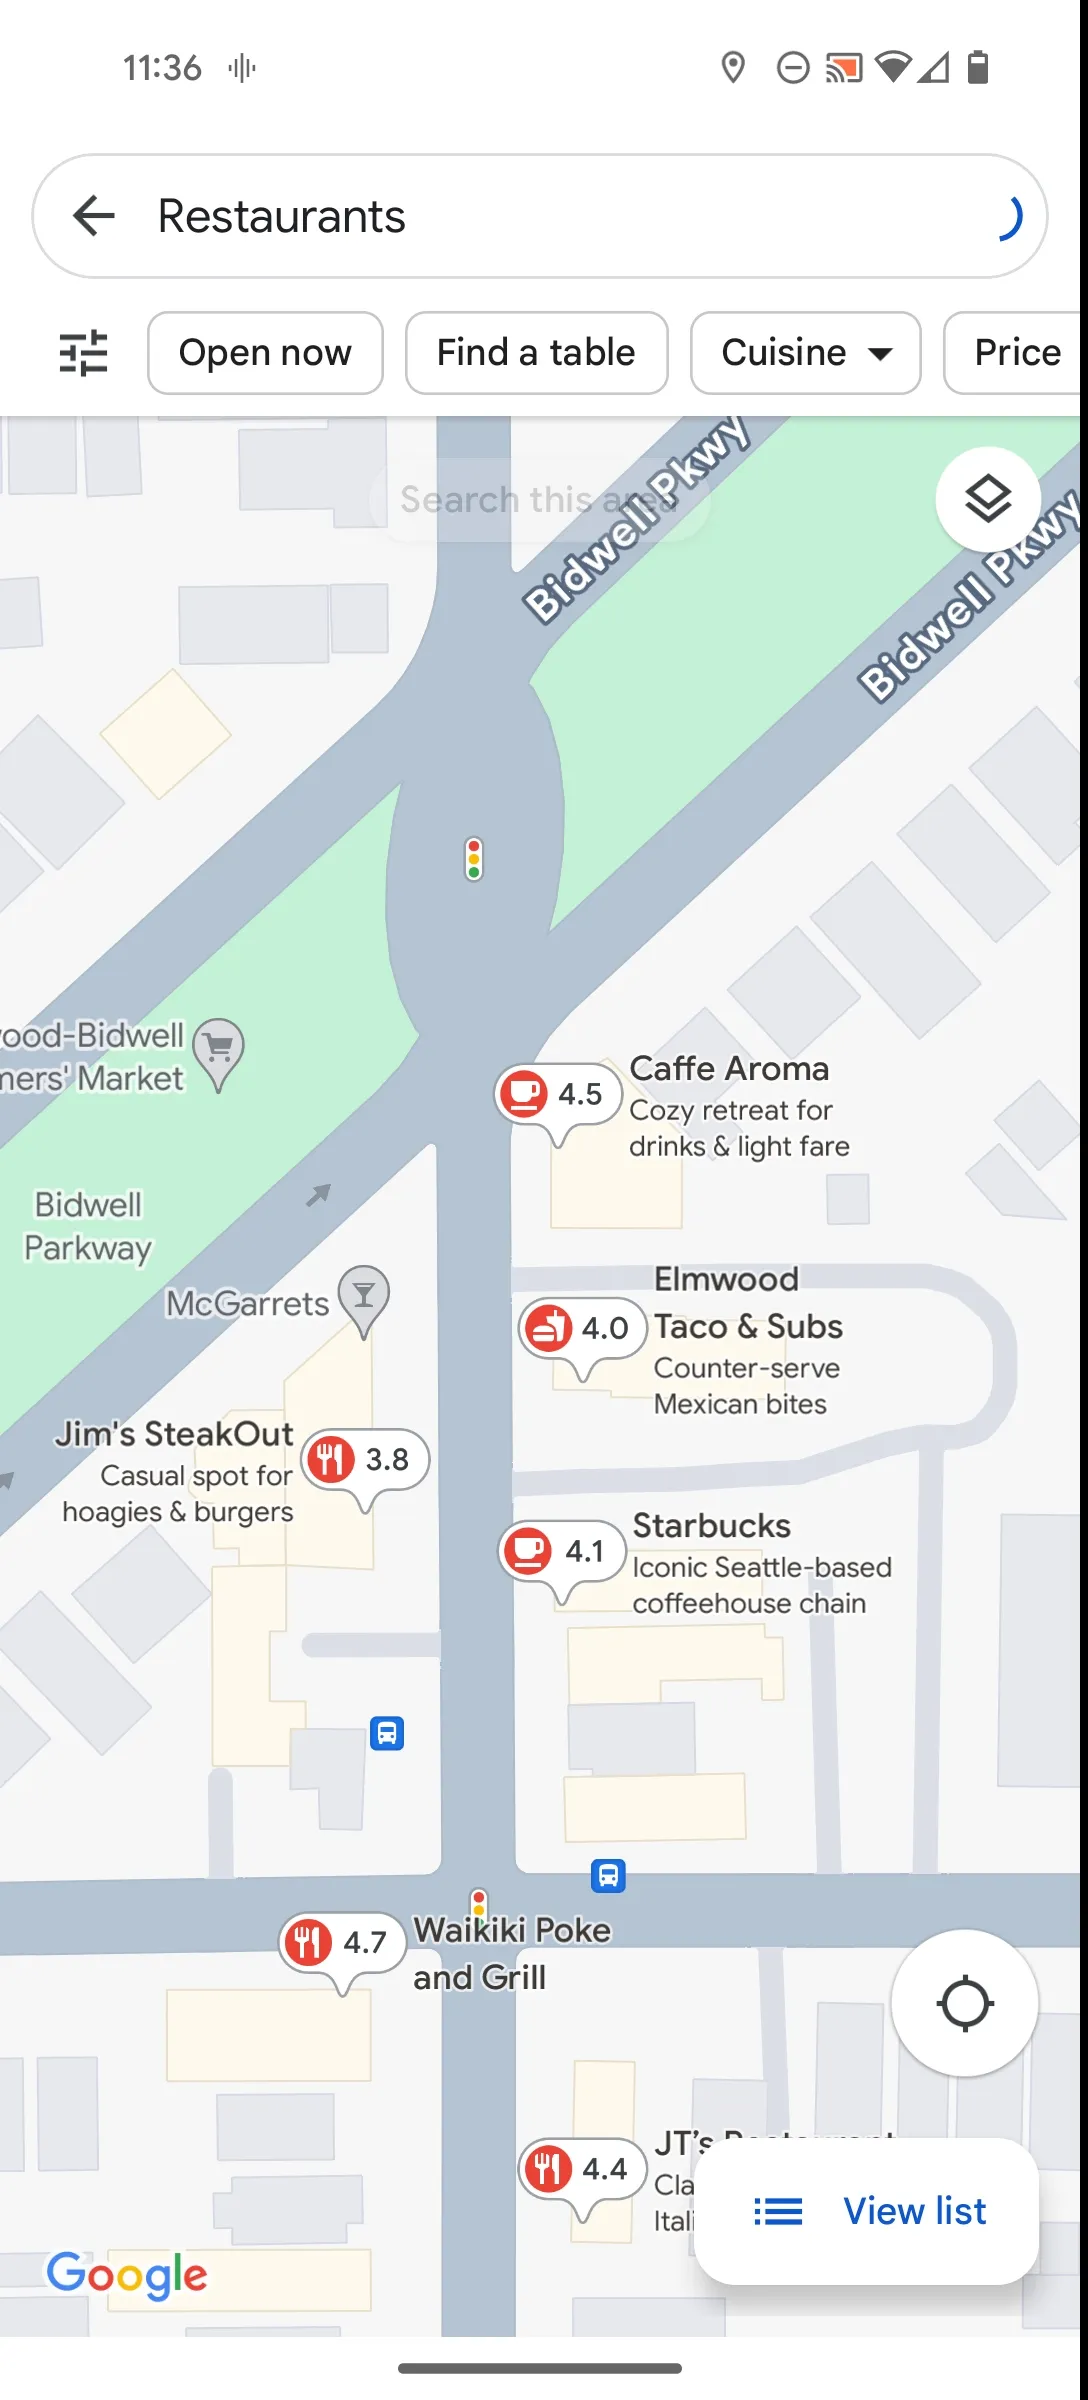 11:36
Restaurants
Open now
Find a table
Cuisine
Price
Search this area
Bidwell Pkwy
Bidwell Pkwy
ood-Bidwell
ners' Market
4.5
Caffe Aroma
Cozy retreat for
drinks & light fare
Bidwell
Parkway
McGarrets
4.0
Elmwood
Taco & Subs
Counter-serve
Mexican bites
Jim's SteakOut
Casual spot for
hoagies & burgers
3.8
4.1
Starbucks
Iconic Seattle-based
coffeehouse chain
4.7
Waikiki Poke
and Grill
4.4
JT's Restaurant
Cla
Itali
View list
Google